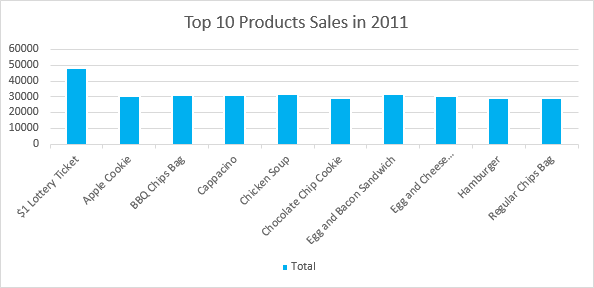 Top 10 Products Sales in 2011
60000
50000
40000
30000
20000
10000
0
$1 Lottery Ticket
Apple Cookie
BBQ Chips Bag
Cappacino
Chicken Soup
Chocolate Chip Cookie
Egg and Bacon Sandwich
Egg and Cheese...
Hamburger
Regular Chips Bag
Total